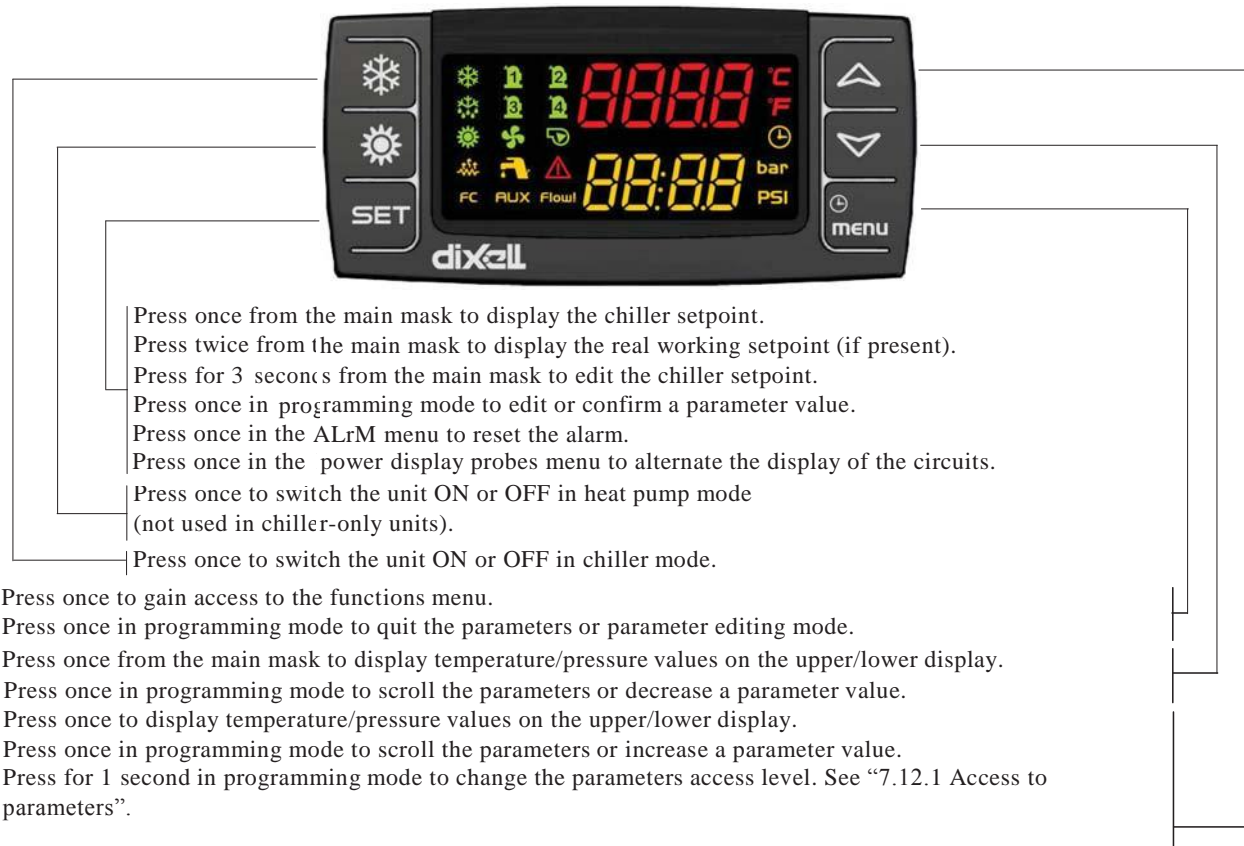 8888 °C
°F
88:88 bar
PSI
1 2
3 4
FC AUX Flow!
SET
menu
dixell
Press once from the main mask to display the chiller setpoint.
Press twice from the main mask to display the real working setpoint (if present).
Press for 3 seconds from the main mask to edit the chiller setpoint.
Press once in programming mode to edit or confirm a parameter value.
Press once in the ALrM menu to reset the alarm.
Press once in the power display probes menu to alternate the display of the circuits.
Press once to switch the unit ON or OFF in heat pump mode
(not used in chiller-only units).
Press once to switch the unit ON or OFF in chiller mode.
Press once to gain access to the functions menu.
Press once in programming mode to quit the parameters or parameter editing mode.
Press once from the main mask to display temperature/pressure values on the upper/lower display.
Press once in programming mode to scroll the parameters or decrease a parameter value.
Press once to display temperature/pressure values on the upper/lower display.
Press once in programming mode to scroll the parameters or increase a parameter value.
Press for 1 second in programming mode to change the parameters access level. See “7.12.1 Access to
parameters”.